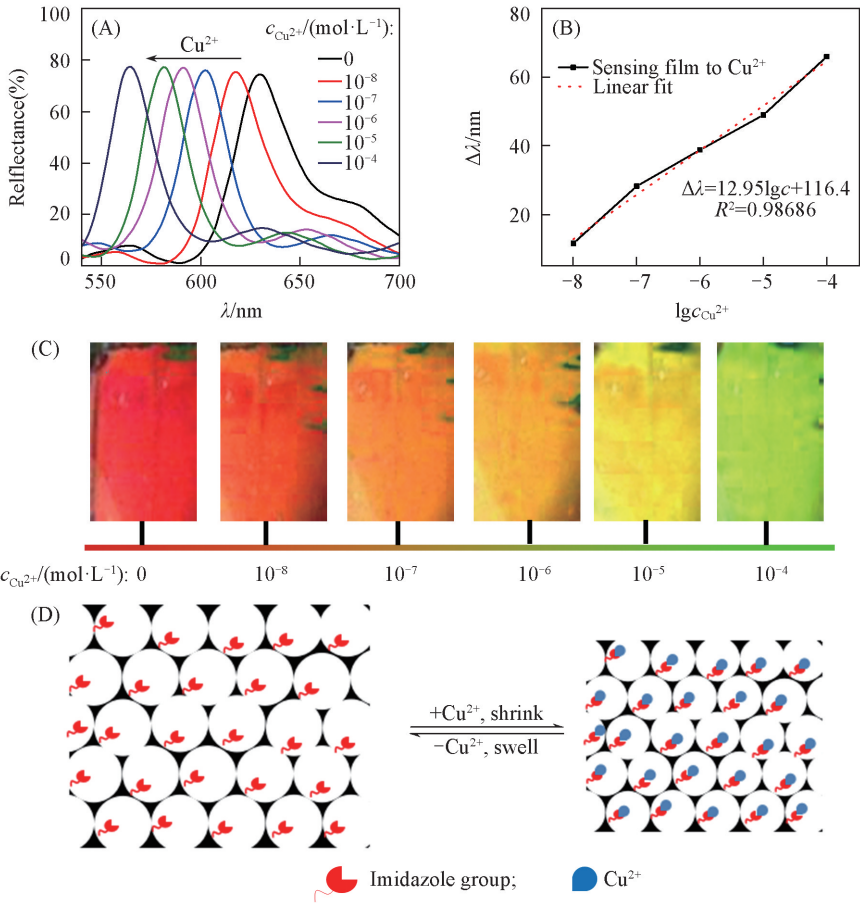 (A)
c_Cu²⁺/(mol·L⁻¹):
Cu²⁺
0
10⁻⁸
10⁻⁷
10⁻⁶
10⁻⁵
10⁻⁴
100
80
60
40
20
0
Relflectance(%)
550
600
650
700
λ/nm
(B)
Sensing film to Cu²⁺
Linear fit
Δλ=12.95lgc+116.4
R²=0.98686
60
40
20
Δλ/nm
−8
−7
−6
−5
−4
lgc_Cu²⁺
(C)
c_Cu²⁺/(mol·L⁻¹): 0 10⁻⁸ 10⁻⁷ 10⁻⁶ 10⁻⁵ 10⁻⁴
(D)
+Cu²⁺, shrink
−Cu²⁺, swell
Imidazole group; Cu²⁺